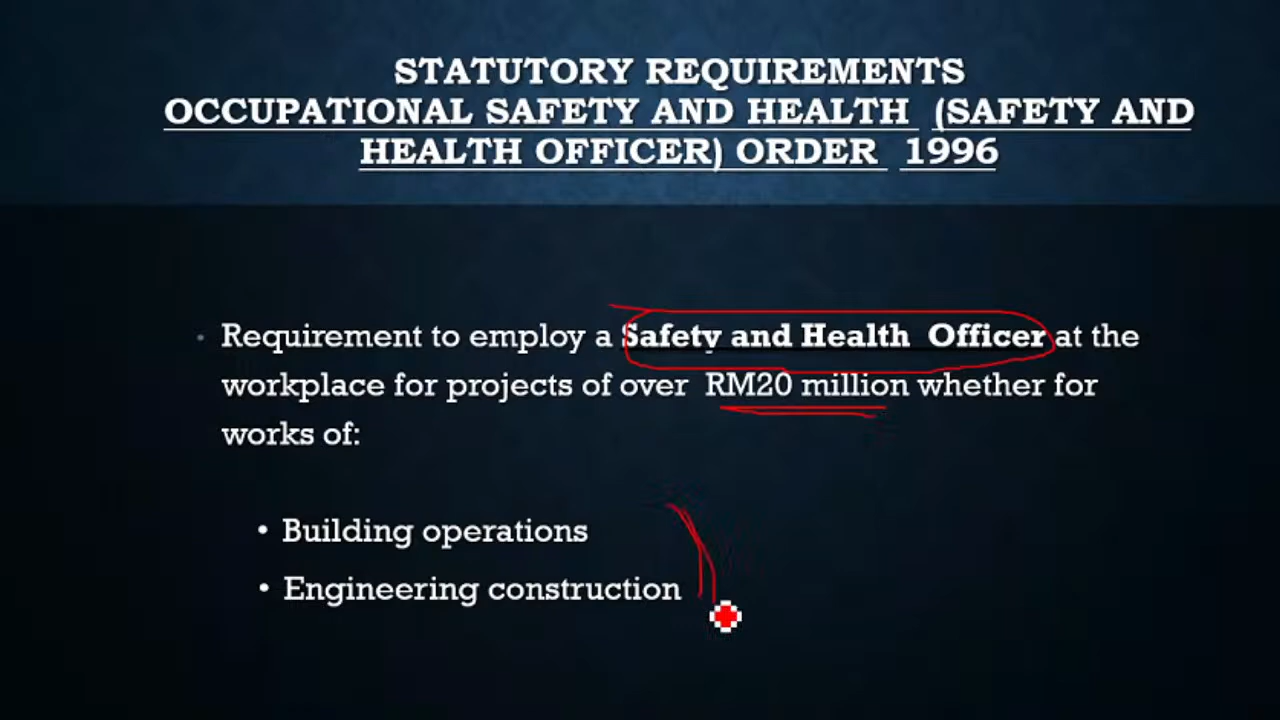 STATUTORY REQUIREMENTS
OCCUPATIONAL SAFETY AND HEALTH (SAFETY AND
HEALTH OFFICER) ORDER 1996
• Requirement to employ a Safety and Health Officer at the
workplace for projects of over RM20 million whether for
works of:
• Building operations
• Engineering construction